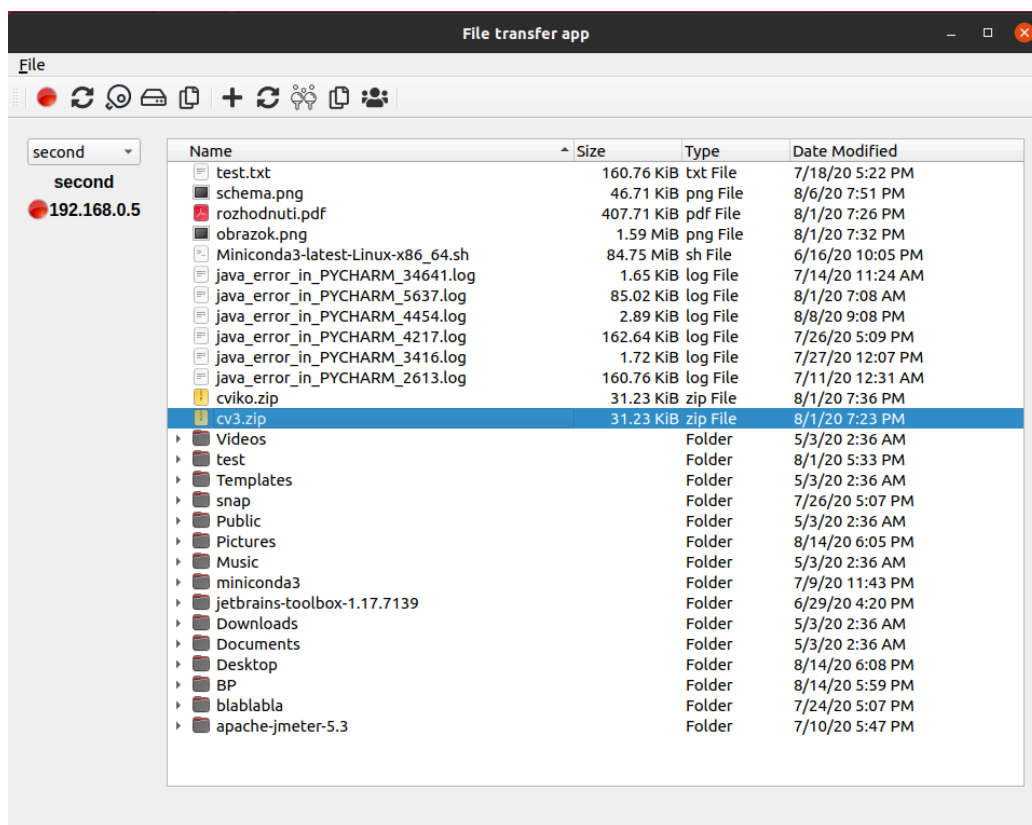 File transfer app
File
second
second
192.168.0.5
Name Size Type Date Modified
test.txt 160.76 KiB txt File 7/18/20 5:22 PM
schema.png 46.71 KiB png File 8/6/20 7:51 PM
rozhodnuti.pdf 407.71 KiB pdf File 8/1/20 7:26 PM
obrazok.png 1.59 MiB png File 8/1/20 7:32 PM
Miniconda3-latest-Linux-x86_64.sh 84.75 MiB sh File 6/16/20 10:05 PM
java_error_in_PYCHARM_34641.log 1.65 KiB log File 7/14/20 11:24 AM
java_error_in_PYCHARM_5637.log 85.02 KiB log File 8/1/20 7:08 AM
java_error_in_PYCHARM_4454.log 2.89 KiB log File 8/8/20 9:08 PM
java_error_in_PYCHARM_4217.log 162.64 KiB log File 7/26/20 5:09 PM
java_error_in_PYCHARM_3416.log 1.72 KiB log File 7/27/20 12:07 PM
java_error_in_PYCHARM_2613.log 160.76 KiB log File 7/11/20 12:31 AM
cviko.zip 31.23 KiB zip File 8/1/20 7:36 PM
cv3.zip 31.23 KiB zip File 8/1/20 7:23 PM
Videos Folder 5/3/20 2:36 AM
test Folder 8/1/20 5:33 PM
Templates Folder 5/3/20 2:36 AM
snap Folder 7/26/20 5:07 PM
Public Folder 5/3/20 2:36 AM
Pictures Folder 8/14/20 6:05 PM
Music Folder 5/3/20 2:36 AM
miniconda3 Folder 7/9/20 11:43 PM
jetbrains-toolbox-1.17.7139 Folder 6/29/20 4:20 PM
Downloads Folder 5/3/20 2:36 AM
Documents Folder 5/3/20 2:36 AM
Desktop Folder 8/14/20 6:08 PM
BP Folder 8/14/20 5:59 PM
blablabla Folder 7/24/20 5:07 PM
apache-jmeter-5.3 Folder 7/10/20 5:47 PM